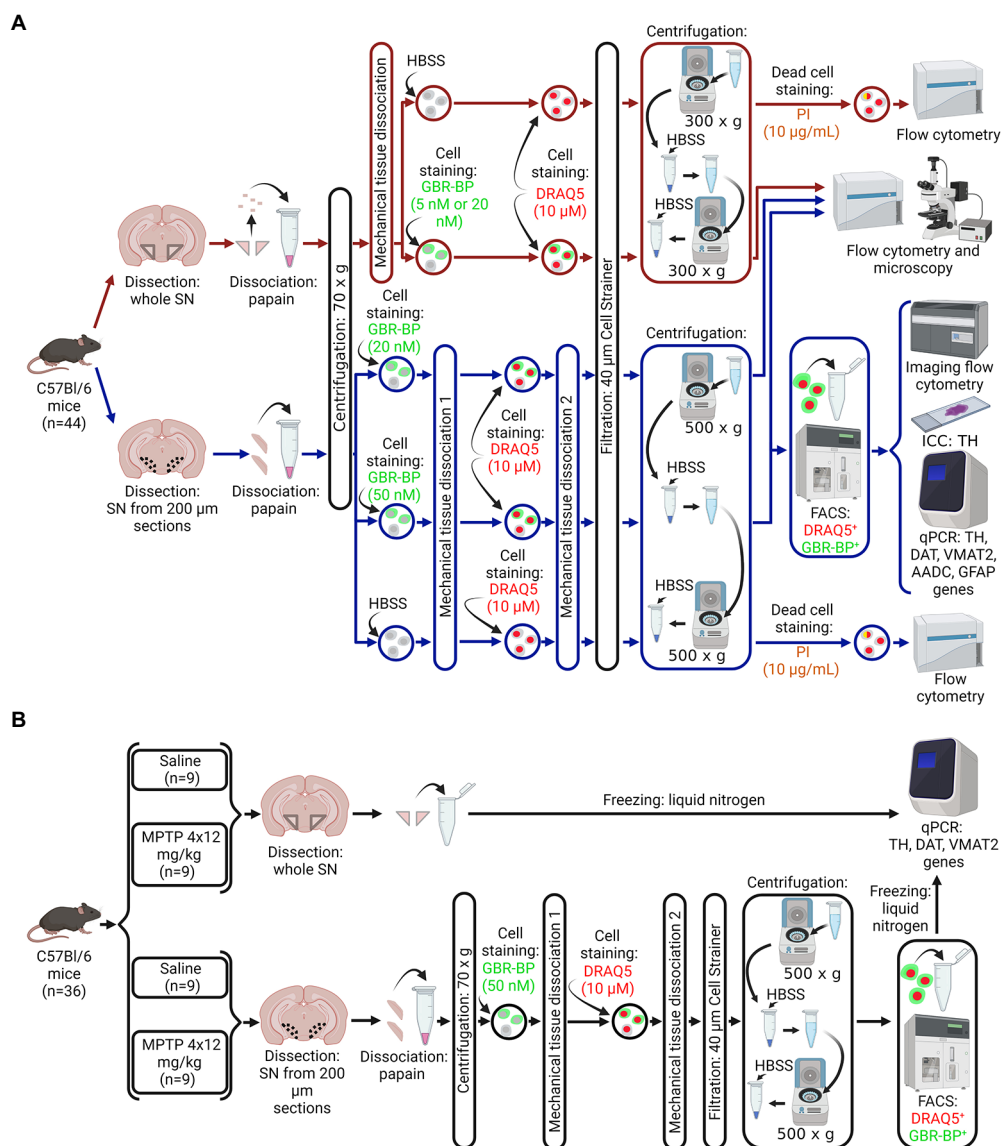 A
Centrifugation:
HBSS
Mechanical tissue dissociation
300 x g
HBSS
HBSS
300 x g
Dead cell
staining:
PI
(10 µg/mL)
Flow cytometry
Cell
staining:
GBR-BP
(5 nM or 20
nM)
Cell
staining:
DRAQ5
(10 µM)
Flow cytometry and
microscopy
Dissection:
whole SN
Dissociation:
papain
C57Bl/6
mice
(n=44)
Dissection:
SN from 200 µm
sections
Dissociation:
papain
Centrifugation: 70 x g
Cell
staining:
GBR-BP
(20 nM)
Cell
staining:
GBR-BP
(50 nM)
HBSS
Mechanical tissue dissociation 1
Cell
staining:
DRAQ5
(10 µM)
Cell
staining:
DRAQ5
(10 µM)
Mechanical tissue dissociation 2
Filtration: 40 µm Cell Strainer
Centrifugation:
500 x g
HBSS
HBSS
500 x g
FACS:
DRAQ5⁺
GBR-BP⁺
Imaging flow
cytometry
ICC: TH
qPCR: TH,
DAT, VMAT2,
AADC, GFAP
genes
Dead cell
staining:
PI
(10 µg/mL)
Flow
cytometry
B
C57Bl/6
mice
(n=36)
Saline
(n=9)
MPTP 4x12
mg/kg
(n=9)
Dissection:
whole SN
Freezing: liquid nitrogen
qPCR:
TH, DAT, VMAT2
genes
Saline
(n=9)
MPTP 4x12
mg/kg
(n=9)
Dissection:
SN from 200
µm
sections
Dissociation:
papain
Centrifugation: 70 x g
Cell
staining:
GBR-BP
(50 nM)
Mechanical tissue dissociation 1
Cell
staining:
DRAQ5
(10 µM)
Mechanical tissue dissociation 2
Filtration: 40 µm Cell Strainer
Centrifugation:
500 x g
HBSS
HBSS
500 x g
Freezing:
liquid
nitrogen
FACS:
DRAQ5⁺
GBR-BP⁺